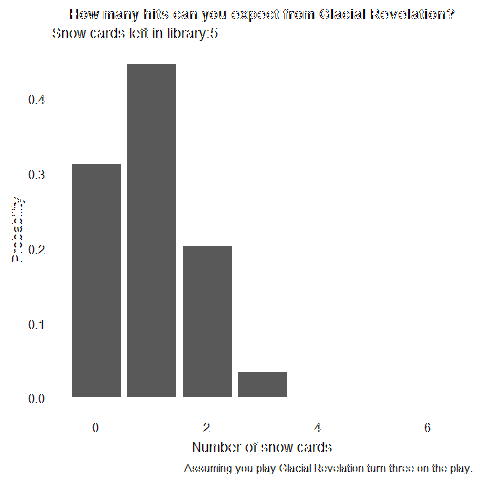 How many hits can you expect from Glacial Revelation?
Snow cards left in library:5
Probability
0.4
0.3
0.2
0.1
0.0
0 2 4 6
Number of snow cards
Assuming you play Glacial Revelation turn three on the play.